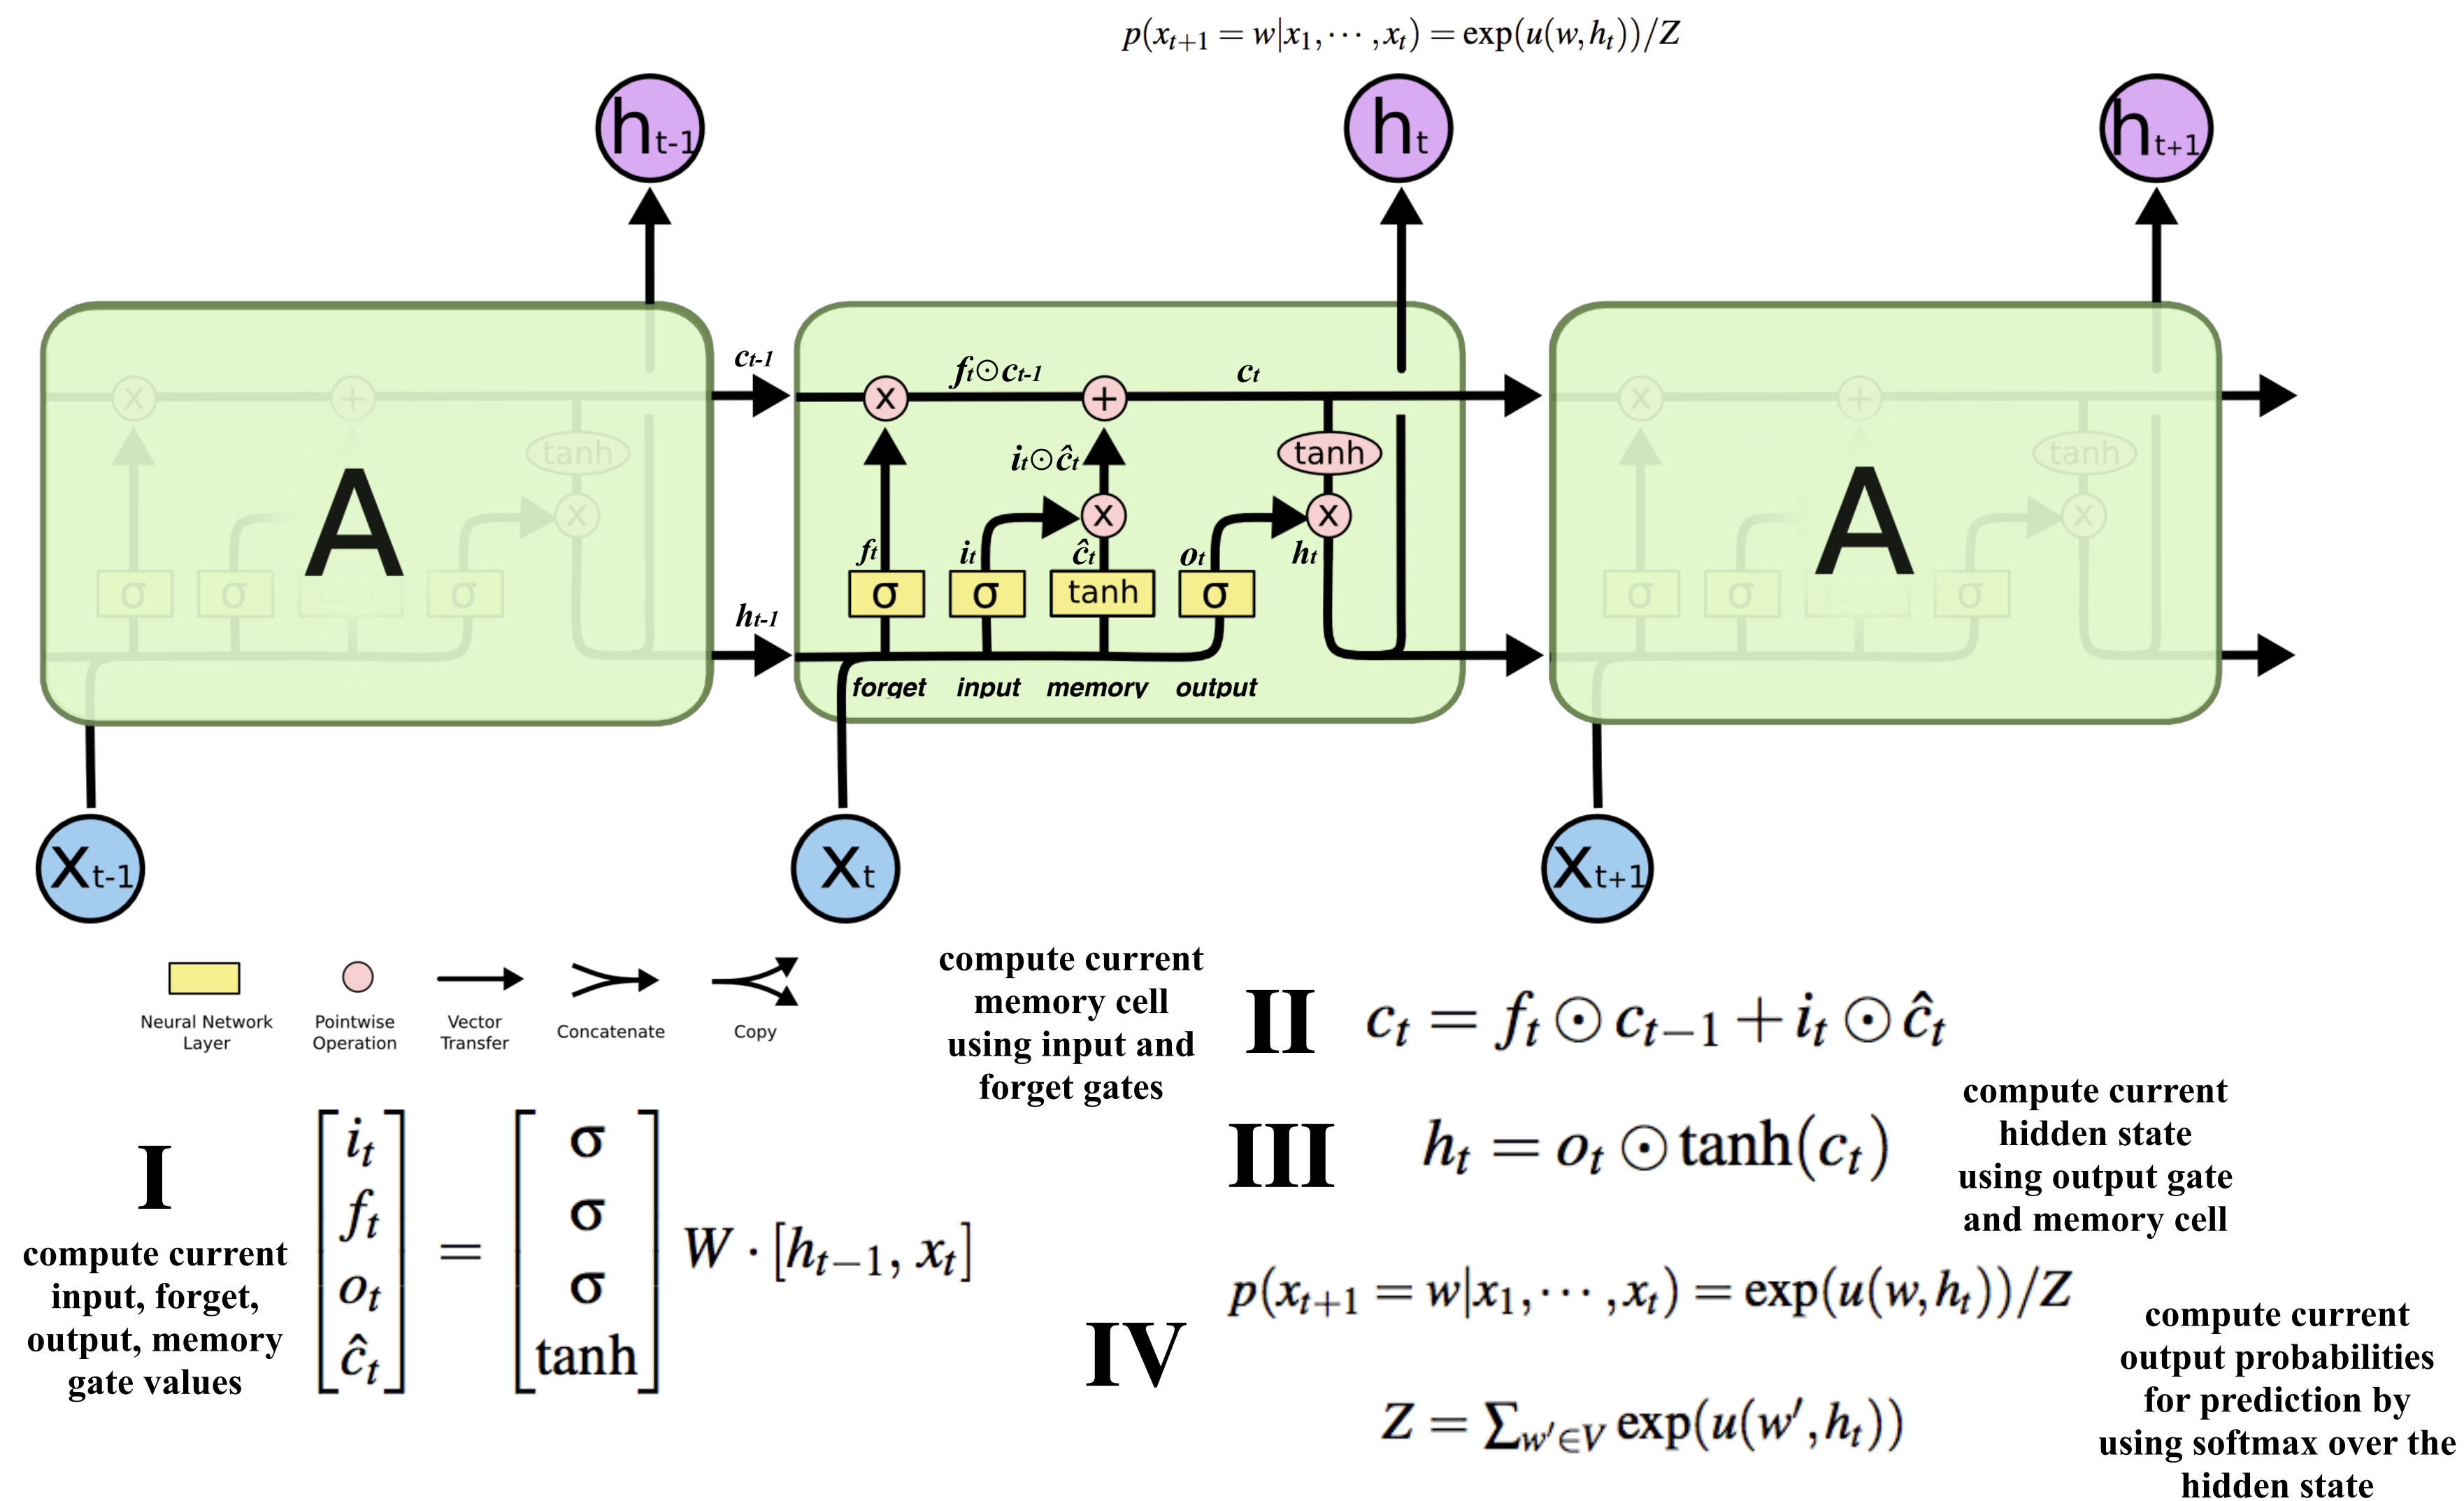 p(x_{t+1} = w|x_1, ⋯ , x_t) = exp(u(w, h_t))/Z
h_{t-1}
h_t
h_{t+1}
c_{t-1}
f_t⊙c_{t-1}
c_t
x
+
x
+
x
+
tanh
i_t⊙ĉ_t
tanh
tanh
A
x
x
x
A
x
f_t
i_t
ĉ_t
o_t
h_t
σ
σ
tanh
σ
σ
σ
tanh
σ
σ
σ
tanh
σ
h_{t-1}
forget
input
memory
output
x_{t-1}
x_t
x_{t+1}
Neural Network
Layer
Pointwise
Operation
Vector
Transfer
Concatenate
Copy
compute current
memory cell
using input and
forget gates
II
c_t = f_t ⊙ c_{t−1} + i_t ⊙ ĉ_t
III
h_t = o_t ⊙ tanh(c_t)
compute current
hidden state
using output gate
and memory cell
I
compute current
input, forget,
output, memory
gate values
i_t
f_t
o_t
ĉ_t
=
σ
σ
σ
tanh
W · [h_{t−1}, x_t]
IV
p(x_{t+1} = w|x_1, ⋯ , x_t) = exp(u(w, h_t))/Z
Z = ∑_{w′∈V} exp(u(w′, h_t))
compute current
output probabilities
for prediction by
using softmax over the
hidden state